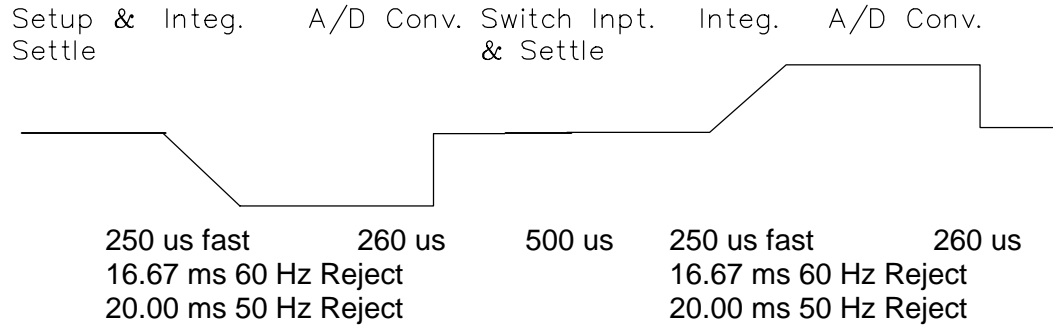 Setup & Integ. A/D Conv. Switch Inpt. Integ. A/D Conv.
Settle & Settle
250 us fast 260 us 500 us 250 us fast 260 us
16.67 ms 60 Hz Reject 16.67 ms 60 Hz Reject
20.00 ms 50 Hz Reject 20.00 ms 50 Hz Reject